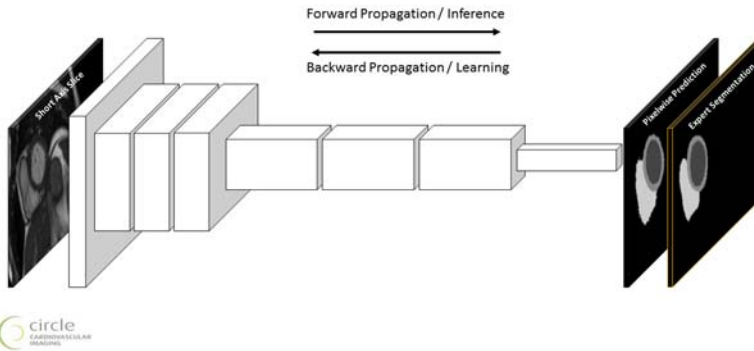 Forward Propagation / Inference
Backward Propagation / Learning
Short Axis Slice
Pixelwise Prediction
Expert Segmentation
circle
CARDIOVASCULAR
IMAGING